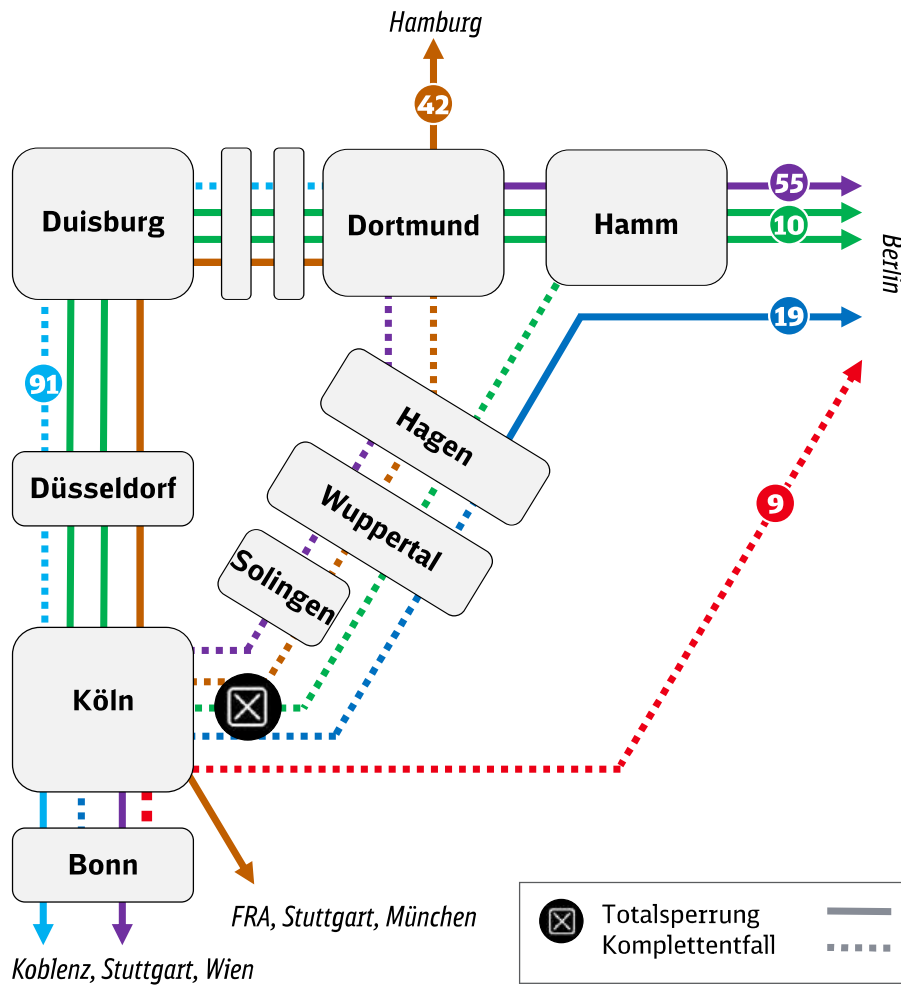 Hamburg
42
Duisburg
Dortmund
Hamm
55
10
Berlin
19
91
Hagen
Düsseldorf
Wuppertal
9
Solingen
Köln
Bonn
FRA, Stuttgart, München
Totalsperrung
Komplettentfall
Koblenz, Stuttgart, Wien